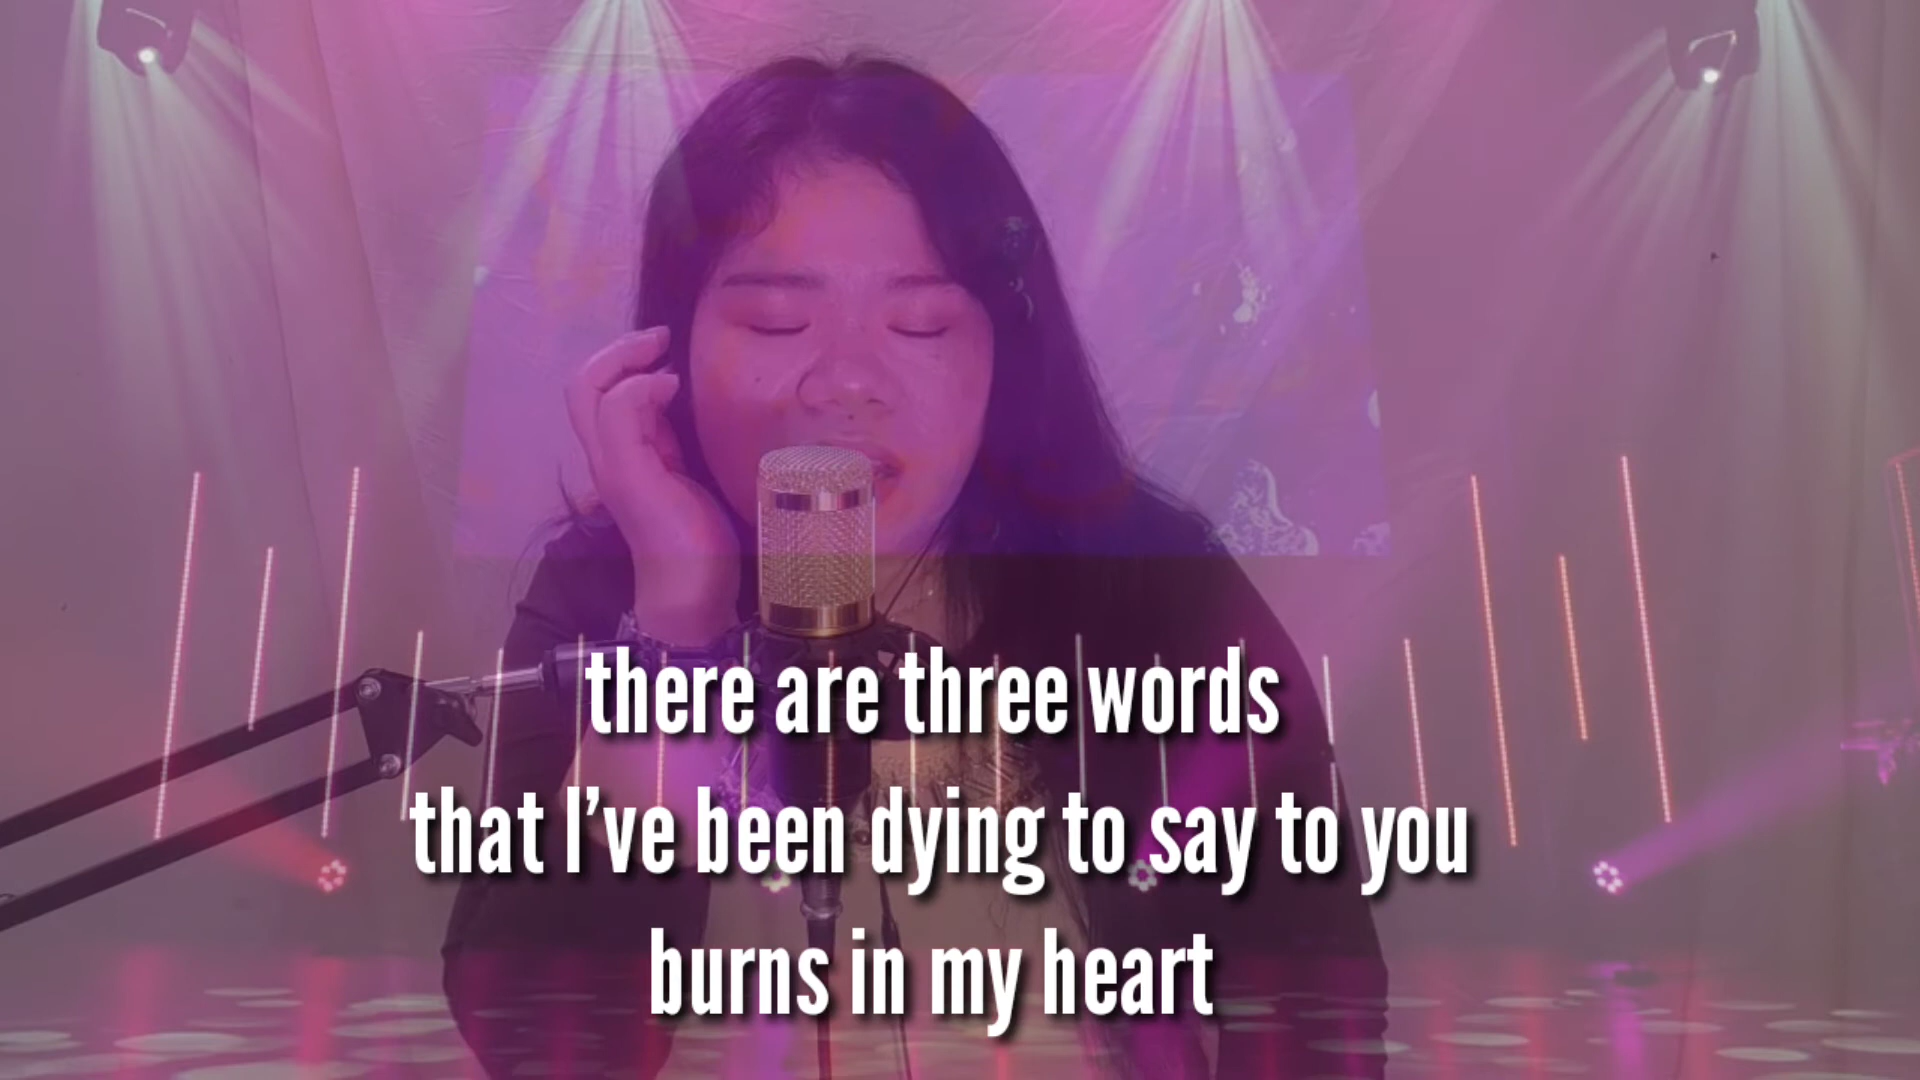 there are three words
that I've been dying to say to you
burns in my heart